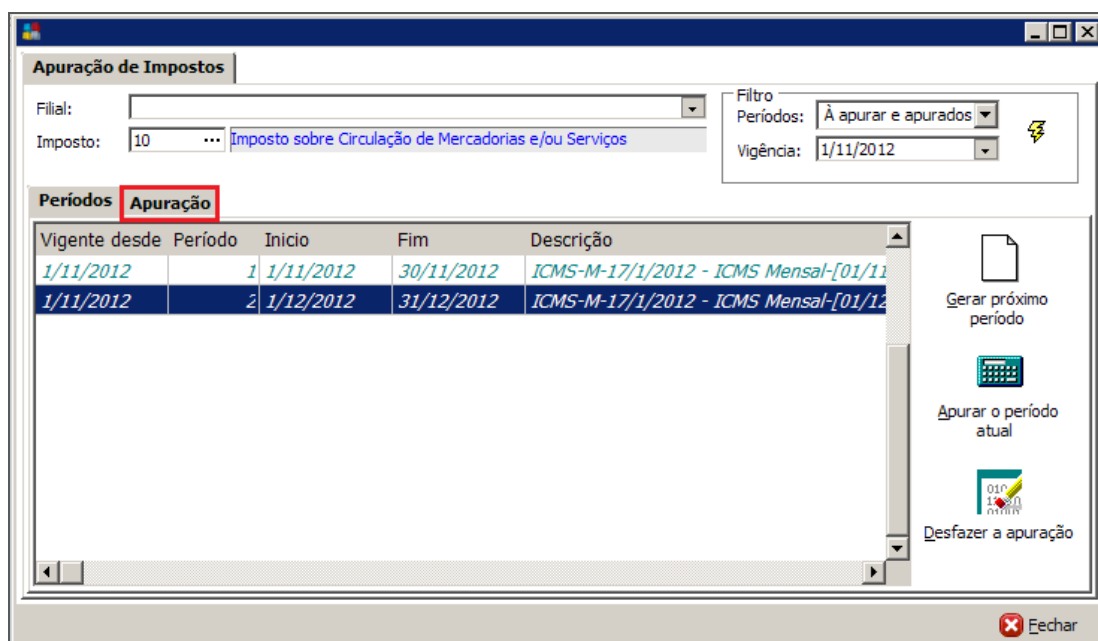 Apuração de Impostos
Filial:
Imposto: 10 ... Imposto sobre Circulação de Mercadorias e/ou Serviços
Filtro
Períodos: À apurar e apurados
Vigência: 1/11/2012
Períodos Apuração
Vigente desde Período Inicio Fim Descrição
1/11/2012 1 1/11/2012 30/11/2012 ICMS-M-17/1/2012 - ICMS Mensal-[01/11
1/11/2012 2 1/12/2012 31/12/2012 ICMS-M-17/1/2012 - ICMS Mensal-[01/12
Gerar próximo
período
Apurar o período
atual
Desfazer a apuração
Fechar